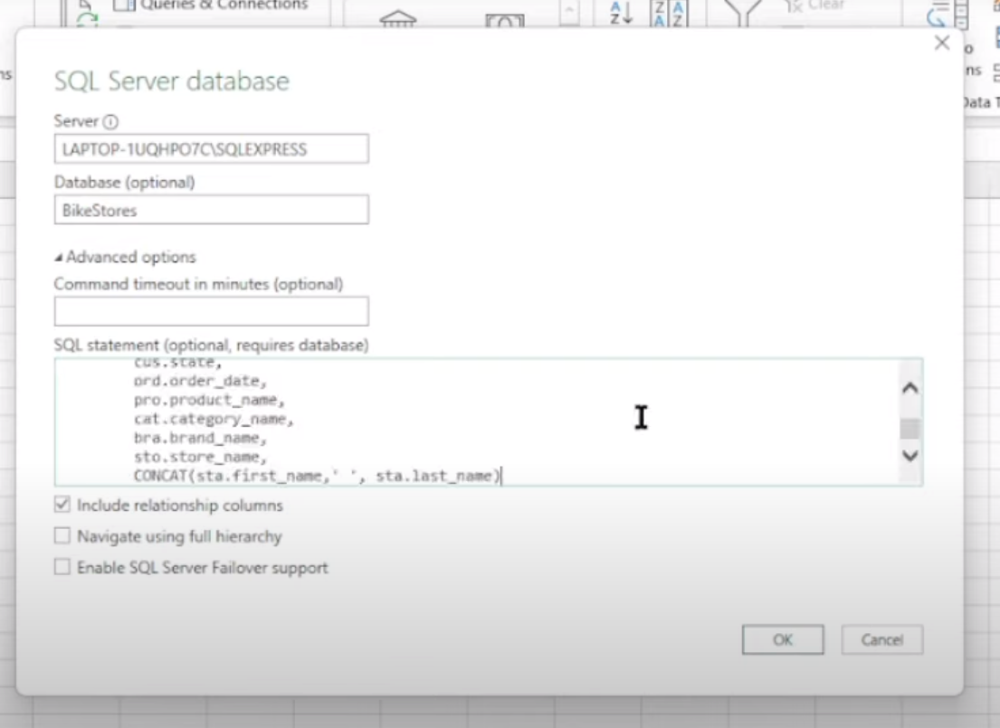 Queries & Connections
Clear
SQL Server database
Server
LAPTOP-1UQHPO7C\SQLEXPRESS
Database (optional)
BikeStores
Advanced options
Command timeout in minutes (optional)
SQL statement (optional, requires database)
cus.state,
ord.order_date,
pro.product_name,
cat.category_name,
bra.brand_name,
sto.store_name,
CONCAT(sta.first_name,' ', sta.last_name)
Include relationship columns
Navigate using full hierarchy
Enable SQL Server Failover support
OK
Cancel